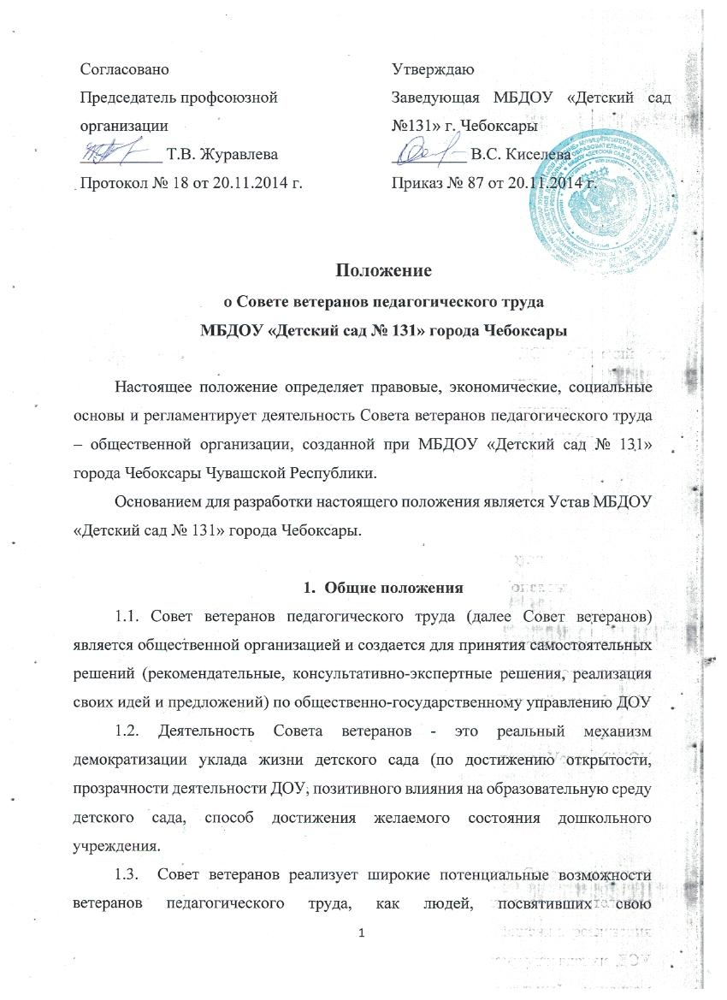 Согласовано
Председатель профсоюзной
организации
__________ Т.В. Журавлева
Протокол № 18 от 20.11.2014 г.
Утверждаю
Заведующая МБДОУ «Детский сад
№131» г. Чебоксары
_________ В.С. Киселева
Приказ № 87 от 20.11.2014 г.
Положение
о Совете ветеранов педагогического труда
МБДОУ «Детский сад № 131» города Чебоксары
Настоящее положение определяет правовые, экономические, социальные
основы и регламентирует деятельность Совета ветеранов педагогического труда
– общественной организации, созданной при МБДОУ «Детский сад № 131»
города Чебоксары Чувашской Республики.
Основанием для разработки настоящего положения является Устав МБДОУ
«Детский сад № 131» города Чебоксары.
1. Общие положения
1.1. Совет ветеранов педагогического труда (далее Совет ветеранов)
является общественной организацией и создается для принятия самостоятельных
решений (рекомендательные, консультативно-экспертные решения, реализация
своих идей и предложений) по общественно-государственному управлению ДОУ
1.2. Деятельность Совета ветеранов - это реальный механизм
демократизации уклада жизни детского сада (по достижению открытости,
прозрачности деятельности ДОУ, позитивного влияния на образовательную среду
детского сада, способ достижения желаемого состояния дошкольного
учреждения.
1.3. Совет ветеранов реализует широкие потенциальные возможности
ветеранов педагогического труда, как людей, посвятивших свою
1